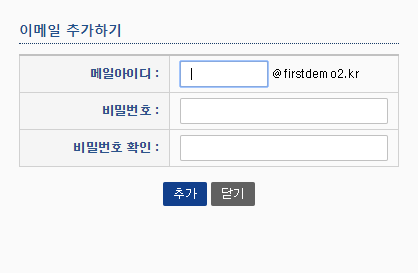 이메일 추가하기
메일아이디 : @firstdemo2.kr
비밀번호 :
비밀번호 확인 :
추가 닫기